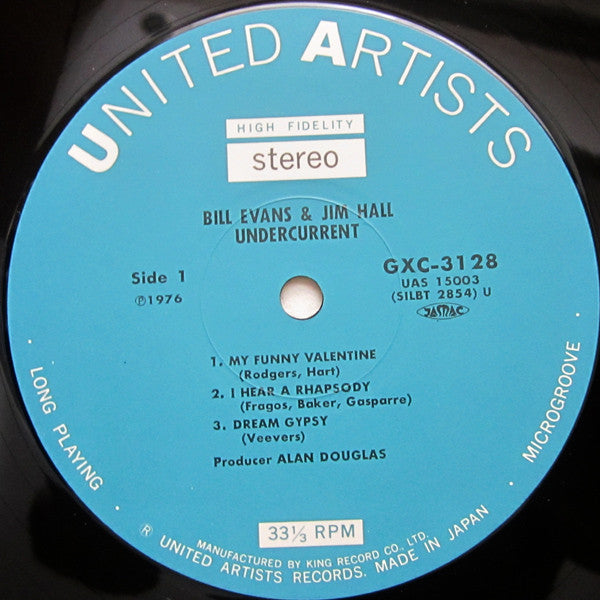 UNITED ARTISTS
HIGH FIDELITY
stereo
BILL EVANS & JIM HALL
UNDERCURRENT
Side 1
℗1976
GXC-3128
UAS 15003
(SILBT 2854) U
JASRAC
1. MY FUNNY VALENTINE
(Rodgers, Hart)
2. I HEAR A RHAPSODY
(Fragos, Baker, Gasparre)
3. DREAM GYPSY
(Veevers)
Producer ALAN DOUGLAS
33⅓ RPM
· LONG PLAYING ·
· MICROGROOVE ·
MANUFACTURED BY KING RECORD CO., LTD.
® UNITED ARTISTS RECORDS. MADE IN JAPAN